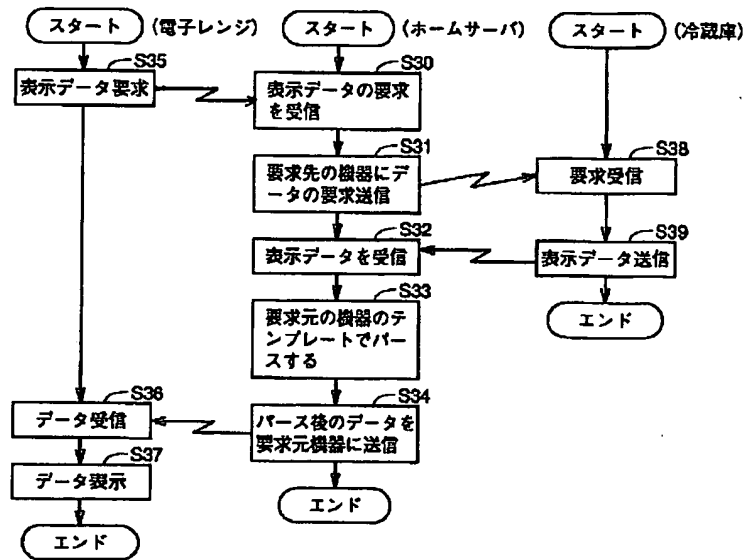 スタート
(電子レンジ)
スタート
(ホームサーバ)
スタート
(冷蔵庫)
S35
表示データ要求
S30
表示データの要求
を受信
S31
要求先の機器にデ
ータの要求送信
S38
要求受信
S32
表示データを受信
S39
表示データ送信
S33
要求元の機器のテ
ンプレートでパー
スする
エンド
S36
データ受信
S34
パース後のデータを
要求元機器に送信
S37
データ表示
エンド
エンド